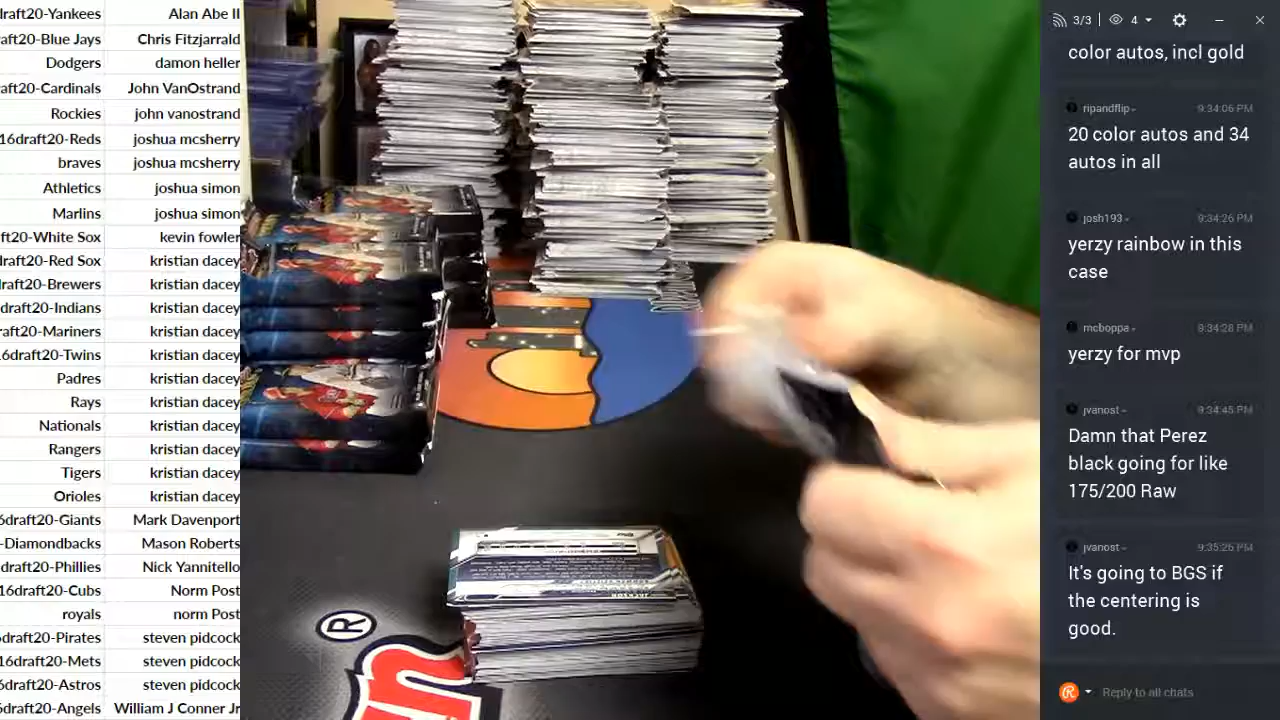 draft20-Yankees Alan Abe II
aft20-Blue Jays Chris Fitzjarrald
Dodgers damon heller
raft20-Cardinals John VanOstrand
Rockies john vanostrand
16draft20-Reds joshua mcsherry
braves joshua mcsherry
Athletics joshua simon
Marlins joshua simon
ft20-White Sox kevin fowler
draft20-Red Sox kristian dacey
draft20-Brewers kristian dacey
draft20-Indians kristian dacey
raft20-Mariners kristian dacey
16draft20-Twins kristian dacey
Padres kristian dacey
Rays kristian dacey
Nationals kristian dacey
Rangers kristian dacey
Tigers kristian dacey
Orioles kristian dacey
6draft20-Giants Mark Davenport
-Diamondbacks Mason Roberts
draft20-Phillies Nick Yannitello
16draft20-Cubs Norm Post
royals norm Post
draft20-Pirates steven pidcock
16draft20-Mets steven pidcock
6draft20-Astros steven pidcock
6draft20-Angels William J Conner Jr
®
n
JACKSON
3/3 4
color autos, incl gold
ripandflip 9:34:06 PM
20 color autos and 34
autos in all
josh193 9:34:26 PM
yerzy rainbow in this
case
mcboppa 9:34:28 PM
yerzy for mvp
jvanost 9:34:45 PM
Damn that Perez
black going for like
175/200 Raw
jvanost 9:35:25 PM
It's going to BGS if
the centering is
good.
Reply to all chats